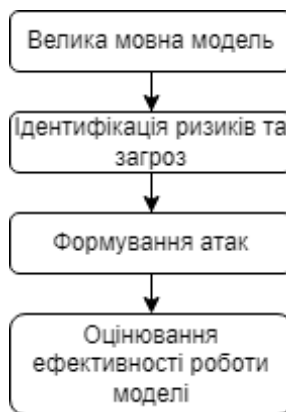 Велика мовна модель
Ідентифікація ризиків та
загроз
Формування атак
Оцінювання
ефективності роботи
моделі